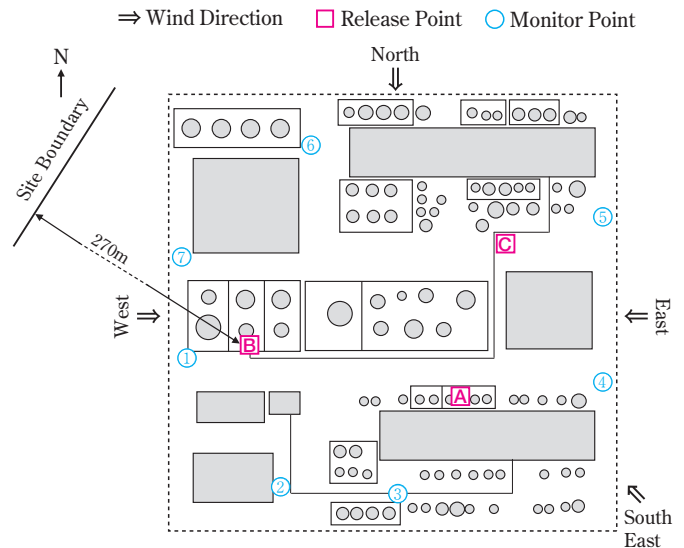 ⇒ Wind Direction □ Release Point ○ Monitor Point
N
North
Site Boundary
6
5
C
7
270m
West
East
B
1
4
A
2
3
South
East